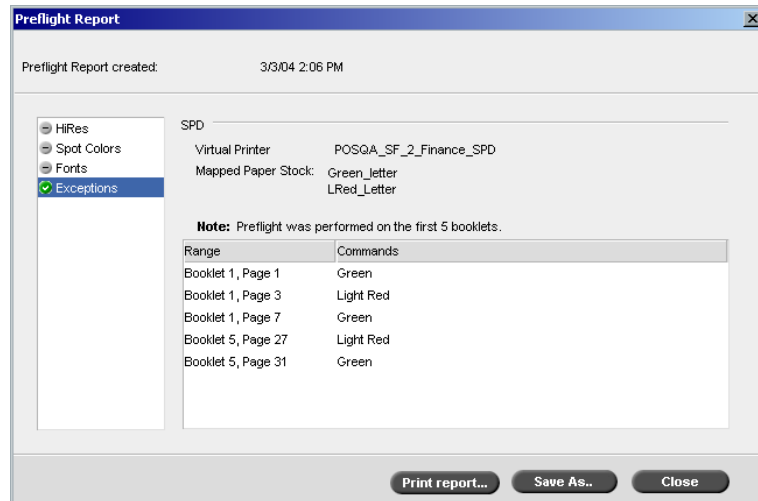 Preflight Report
Preflight Report created: 3/3/04 2:06 PM
HiRes
Spot Colors
Fonts
Exceptions
SPD
Virtual Printer POSQA_SF_2_Finance_SPD
Mapped Paper Stock: Green_letter
LRed_Letter
Note: Preflight was performed on the first 5 booklets.
Range Commands
Booklet 1, Page 1 Green
Booklet 1, Page 3 Light Red
Booklet 1, Page 7 Green
Booklet 5, Page 27 Light Red
Booklet 5, Page 31 Green
Print report... Save As.. Close